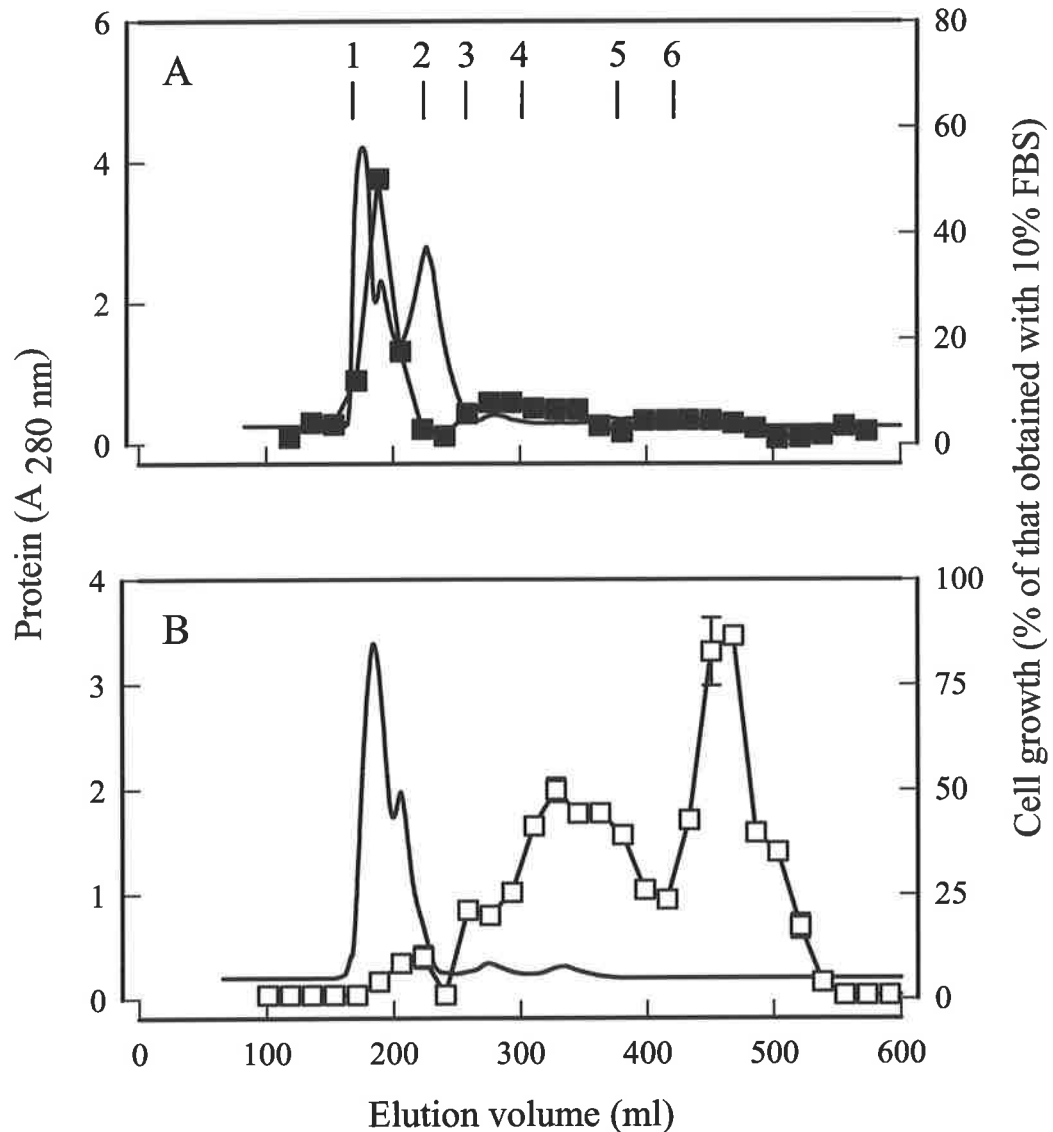 6
4
2
0
80
60
40
20
0
A
1 2 3 4 5 6
4
3
2
1
0
100
75
50
25
0
B
0 100 200 300 400 500 600
Elution volume (ml)
Protein (A 280 nm)
Cell growth (% of that obtained with 10% FBS)